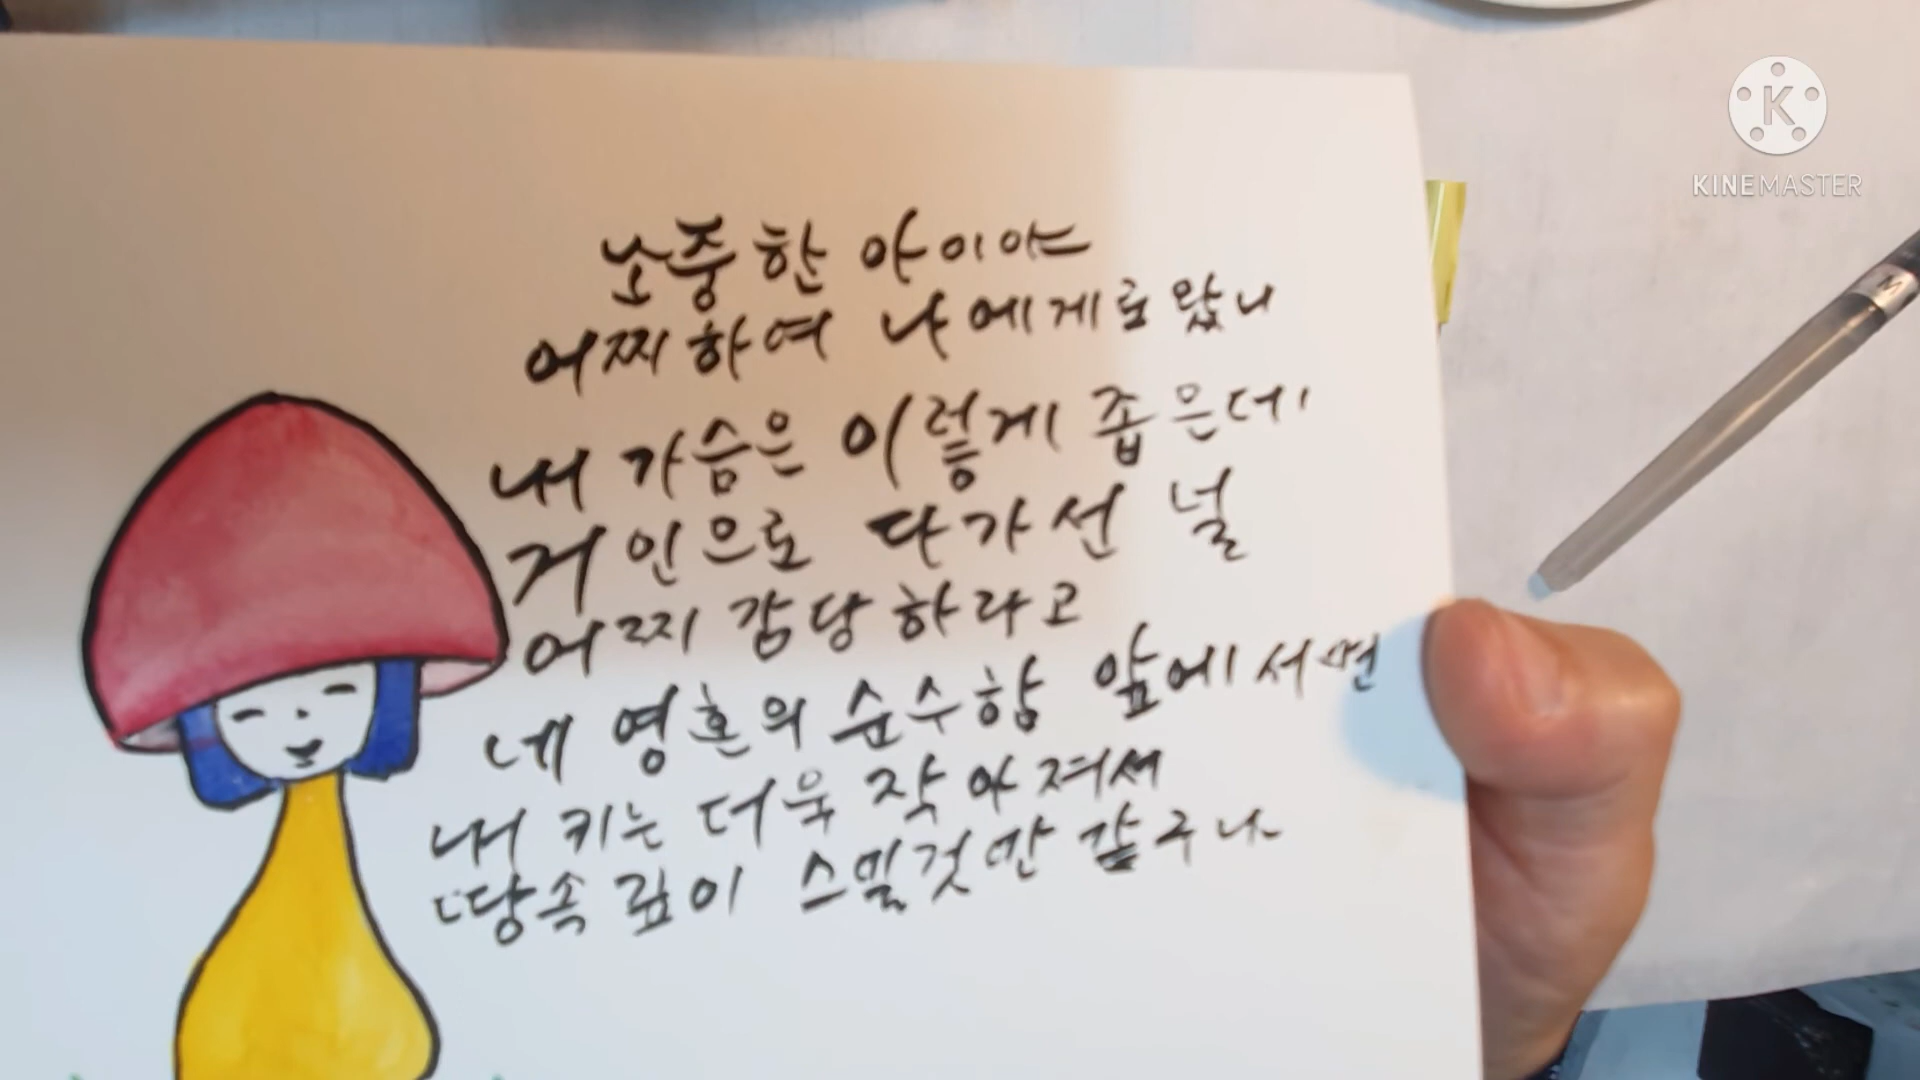 소중한 아이야
어찌하여 나에게로 왔니
내 가슴은 이렇게 좁은데
거인으로 다가선 널
어찌 감당하라고
네 영혼의 순수함 앞에 서면
내 키는 더욱 작아져서
땅속 깊이 스밀것만 같구나
KINEMASTER
K
M